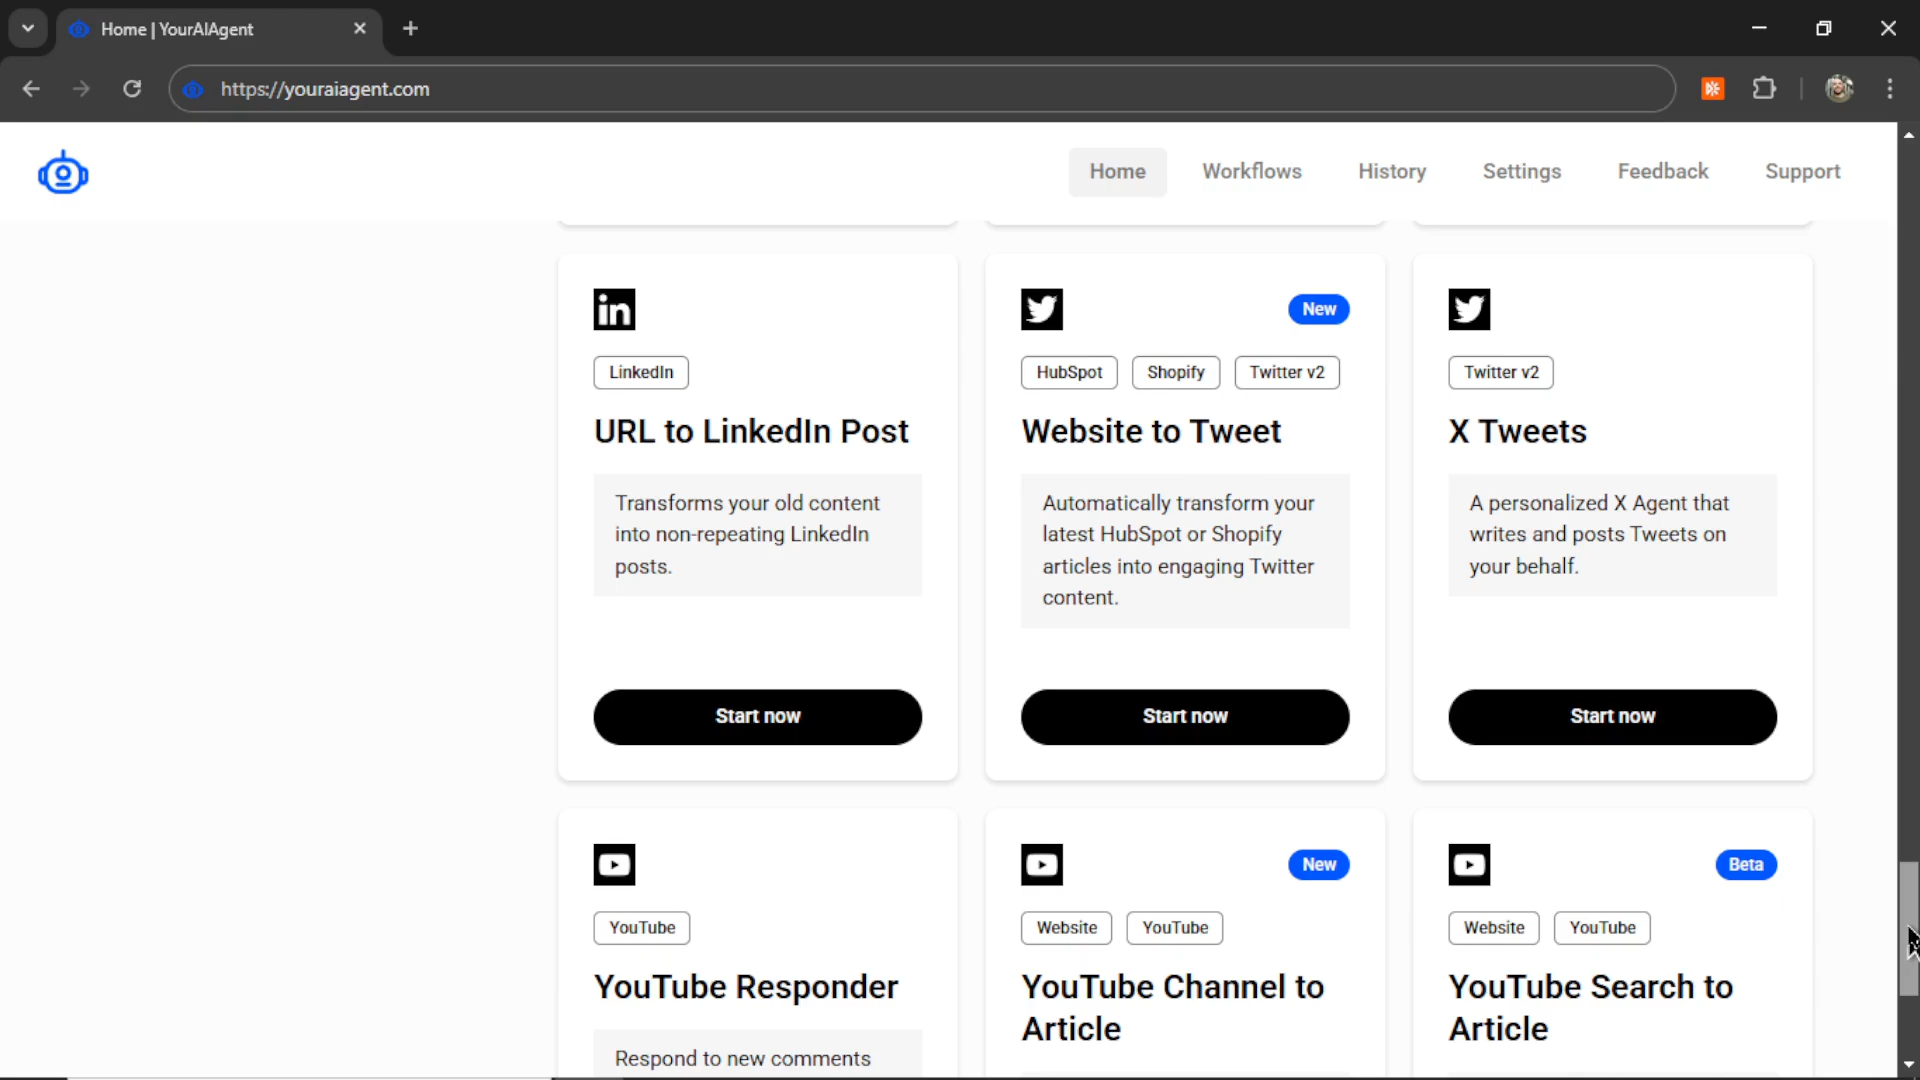 Home | YourAIAgent
https://youraiagent.com
Home
Workflows
History
Settings
Feedback
Support
in
LinkedIn
URL to LinkedIn Post
Transforms your old content
into non-repeating LinkedIn
posts.
Start now
New
HubSpot
Shopify
Twitter v2
Website to Tweet
Automatically transform your
latest HubSpot or Shopify
articles into engaging Twitter
content.
Start now
Twitter v2
X Tweets
A personalized X Agent that
writes and posts Tweets on
your behalf.
Start now
YouTube
YouTube Responder
Respond to new comments
New
Website
YouTube
YouTube Channel to
Article
Beta
Website
YouTube
YouTube Search to
Article